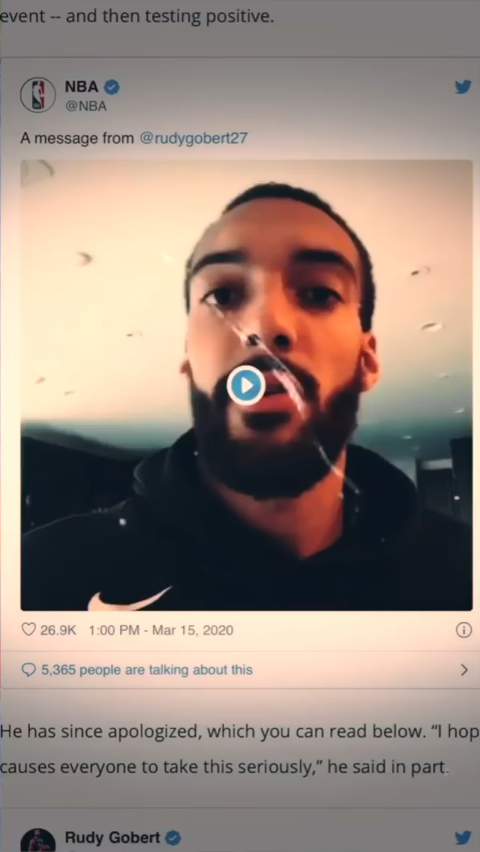 event -- and then testing positive.
NBA
@NBA
A message from @rudygobert27
26.9K 1:00 PM - Mar 15, 2020
5,365 people are talking about this
He has since apologized, which you can read below. “I hop
causes everyone to take this seriously,” he said in part.
Rudy Gobert